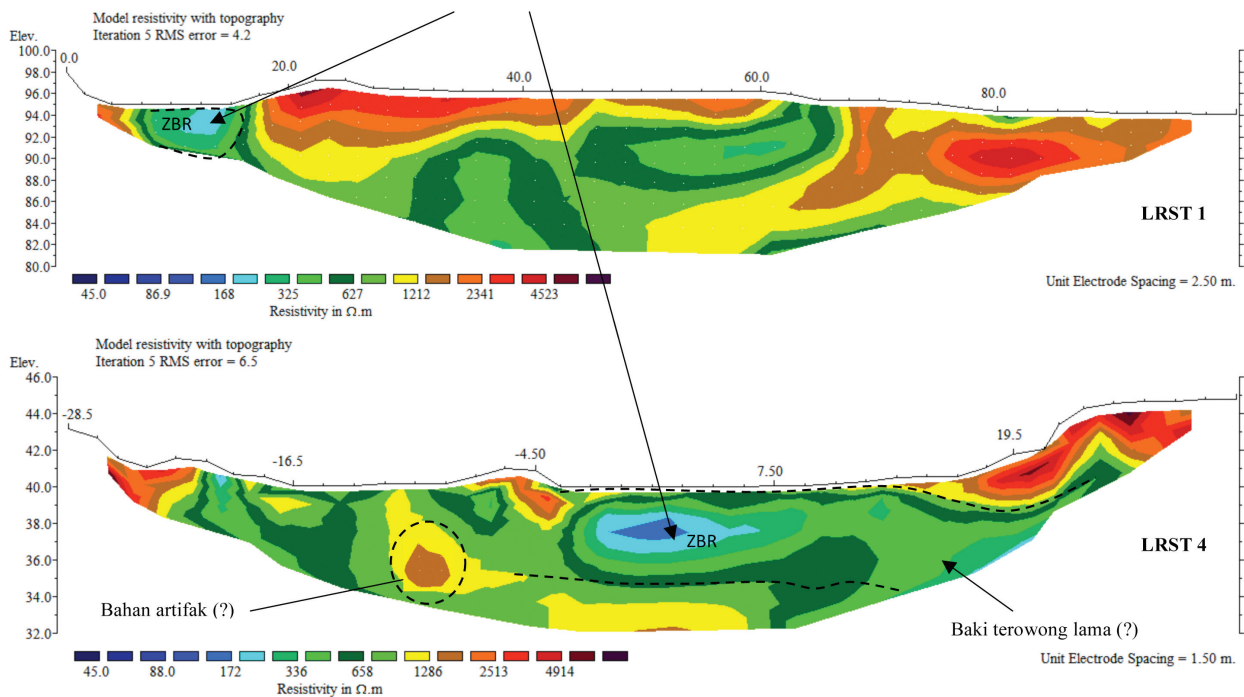 Model resistivity with topography
Iteration 5 RMS error = 4.2
Elev.
100.0
98.0
96.0
94.0
92.0
90.0
88.0
86.0
84.0
82.0
80.0
0.0
20.0
40.0
60.0
80.0
ZBR
LRST 1
45.0 86.9 168 325 627 1212 2341 4523
Resistivity in Ω.m
Unit Electrode Spacing = 2.50 m.
Model resistivity with topography
Iteration 5 RMS error = 6.5
Elev.
46.0
44.0
42.0
40.0
38.0
36.0
34.0
32.0
-28.5
-16.5
-4.50
7.50
19.5
ZBR
LRST 4
Bahan artifak (?)
Baki terowong lama (?)
45.0 88.0 172 336 658 1286 2513 4914
Resistivity in Ω.m
Unit Electrode Spacing = 1.50 m.